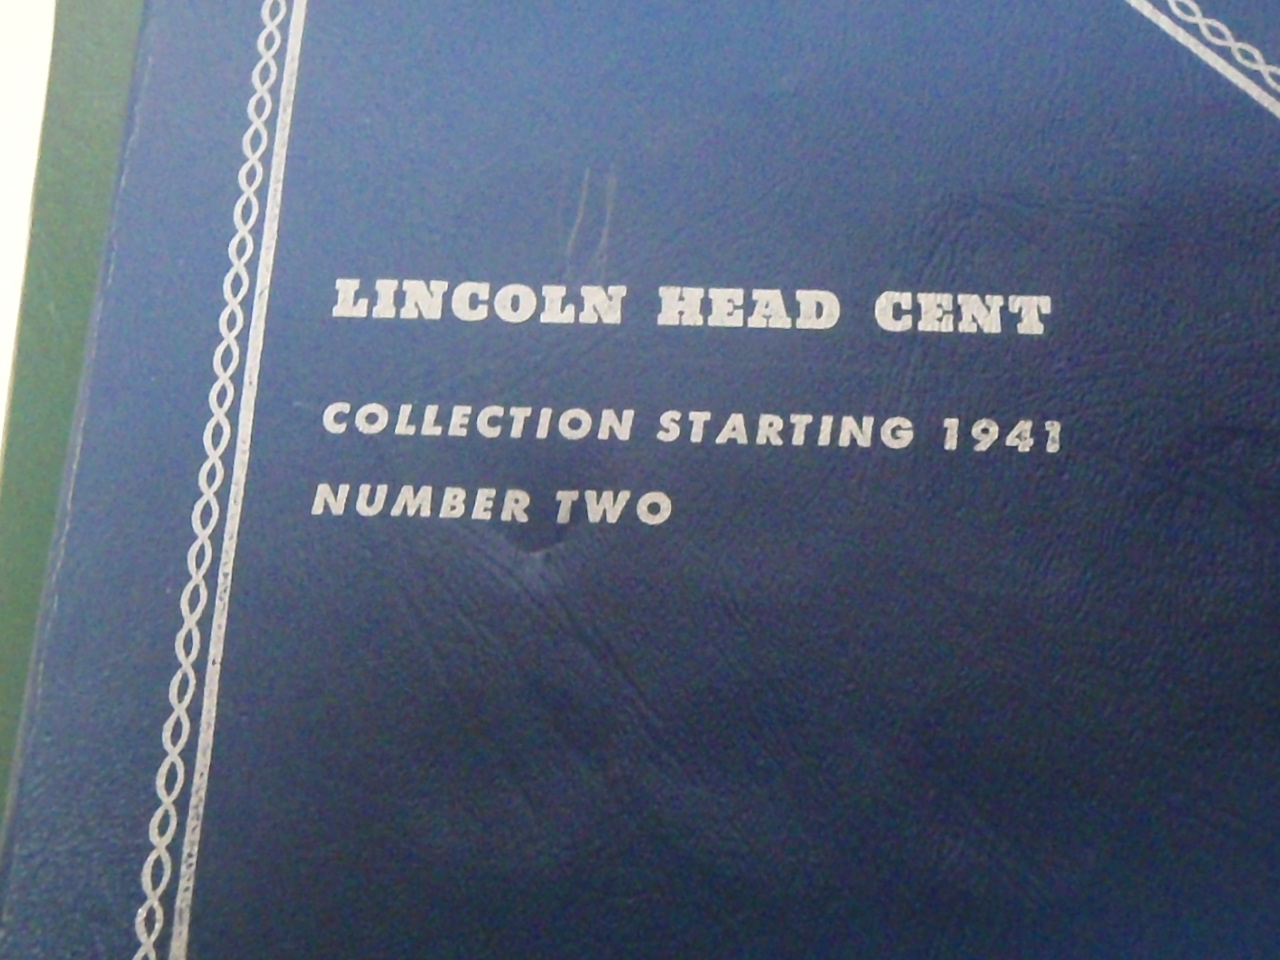 LINCOLN HEAD CENT
COLLECTION STARTING 1941
NUMBER TWO